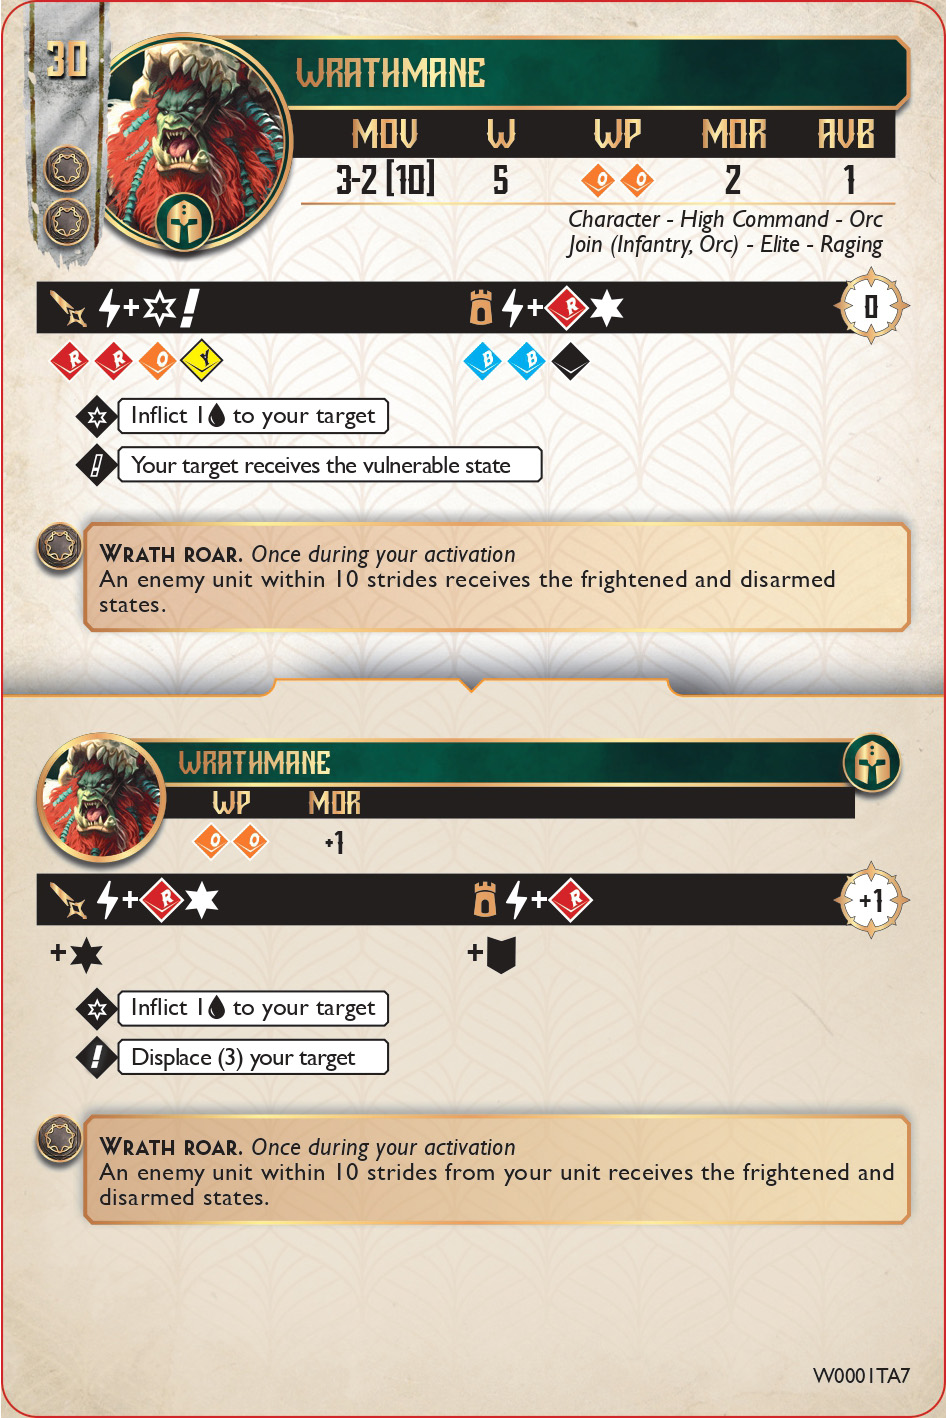 30
WRATHMANE
MOV W WP MOR AVB
3-2 [10] 5 O O 2 1
Character - High Command - Orc
Join (Infantry, Orc) - Elite - Raging
+ ! + R 0
R R O Y B B
Inflict 1 to your target
! Your target receives the vulnerable state
WRATH ROAR. Once during your activation
An enemy unit within 10 strides receives the frightened and disarmed
states.
WRATHMANE
WP MOR
O O +1
+ R + R +1
+ +
Inflict 1 to your target
! Displace (3) your target
WRATH ROAR. Once during your activation
An enemy unit within 10 strides from your unit receives the frightened and
disarmed states.
W0001TA7